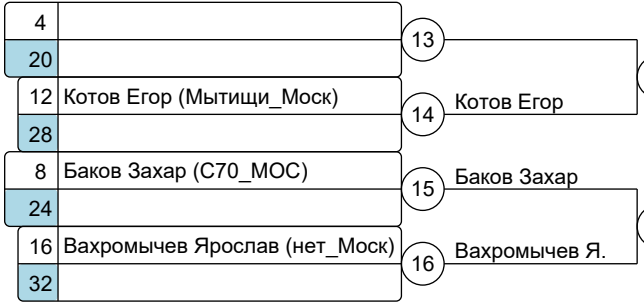 4
13
20
12 Котов Егор (Мытищи_Моск)
14 Котов Егор
28
8 Баков Захар (С70_МОС)
15 Баков Захар
24
16 Вахромычев Ярослав (нет_Моск)
16 Вахромычев Я.
32